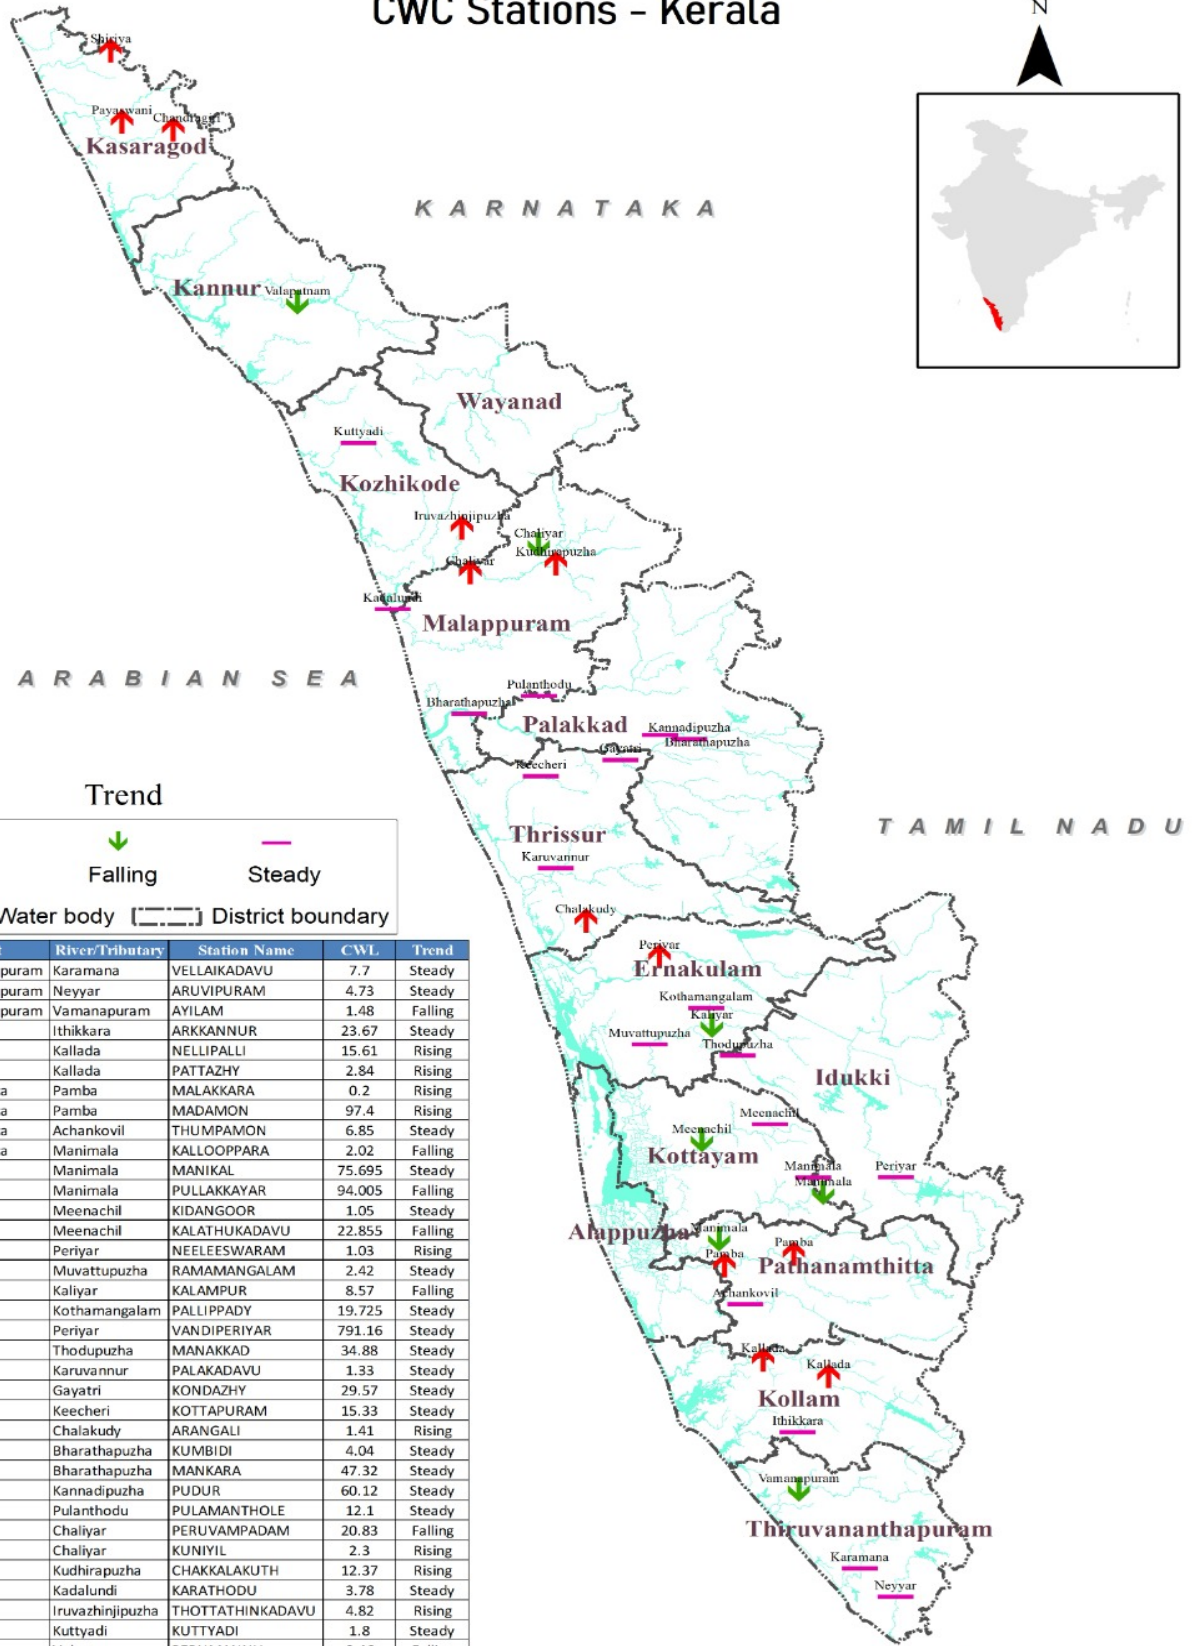 CWC Stations - Kerala
N
Shiriya
Payaswani
Chandragiri
Kasaragod
KARNATAKA
Kannur
Valapatnam
Wayanad
Kuttyadi
Kozhikode
Iruvazhinjipuzha
Chaliyar
Kudhirapuzha
Chaliyar
Kadalundi
Malappuram
ARABIAN SEA
Pulanthodu
Bharathapuzha
Palakkad
Kannadipuzha
Bharathapuzha
Gayatri
Keecheri
Trend
Thrissur
TAMIL NADU
Karuvannur
Falling
Steady
Chalakudy
Water body
District boundary
Periyar
Ernakulam
Kothamangalam
Kaliyar
Muvattupuzha
Thodupuzha
Idukki
Meenachil
Meenachil
Kottayam
Manimala
Periyar
Manimala
Alappuzha
Manimala
Pamba
Pamba
Pathanamthitta
Achankovil
Kallada
Kallada
Kollam
Ithikkara
Vamanapuram
Thiruvananthapuram
Karamana
Neyyar
River/Tributary Station Name CWL Trend
puram Karamana VELLAIKADAVU 7.7 Steady
puram Neyyar ARUVIPURAM 4.73 Steady
puram Vamanapuram AYILAM 1.48 Falling
Ithikkara ARKKANNUR 23.67 Steady
Kallada NELLIPALLI 15.61 Rising
Kallada PATTAZHY 2.84 Rising
a Pamba MALAKKARA 0.2 Rising
a Pamba MADAMON 97.4 Rising
a Achankovil THUMPAMON 6.85 Steady
a Manimala KALLOOPPARA 2.02 Falling
Manimala MANIKAL 75.695 Steady
Manimala PULLAKKAYAR 94.005 Falling
Meenachil KIDANGOOR 1.05 Steady
Meenachil KALATHUKADAVU 22.855 Falling
Periyar NEELEESWARAM 1.03 Rising
Muvattupuzha RAMAMANGALAM 2.42 Steady
Kaliyar KALAMPUR 8.57 Falling
Kothamangalam PALLIPPADY 19.725 Steady
Periyar VANDIPERIYAR 791.16 Steady
Thodupuzha MANAKKAD 34.88 Steady
Karuvannur PALAKADAVU 1.33 Steady
Gayatri KONDAZHY 29.57 Steady
Keecheri KOTTAPURAM 15.33 Steady
Chalakudy ARANGALI 1.41 Rising
Bharathapuzha KUMBIDI 4.04 Steady
Bharathapuzha MANKARA 47.32 Steady
Kannadipuzha PUDUR 60.12 Steady
Pulanthodu PULAMANTHOLE 12.1 Steady
Chaliyar PERUVAMPADAM 20.83 Falling
Chaliyar KUNIYIL 2.3 Rising
Kudhirapuzha CHAKKALAKUTH 12.37 Rising
Kadalundi KARATHODU 3.78 Steady
Iruvazhinjipuzha THOTTATHINKADAVU 4.82 Rising
Kuttyadi KUTTYADI 1.8 Steady